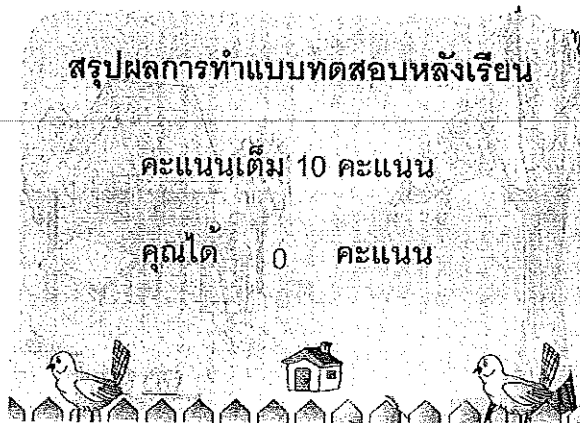 สรุปผลการทำแบบทดสอบหลังเรียน
คะแนนเต็ม 10 คะแนน
คุณได้ 0 คะแนน